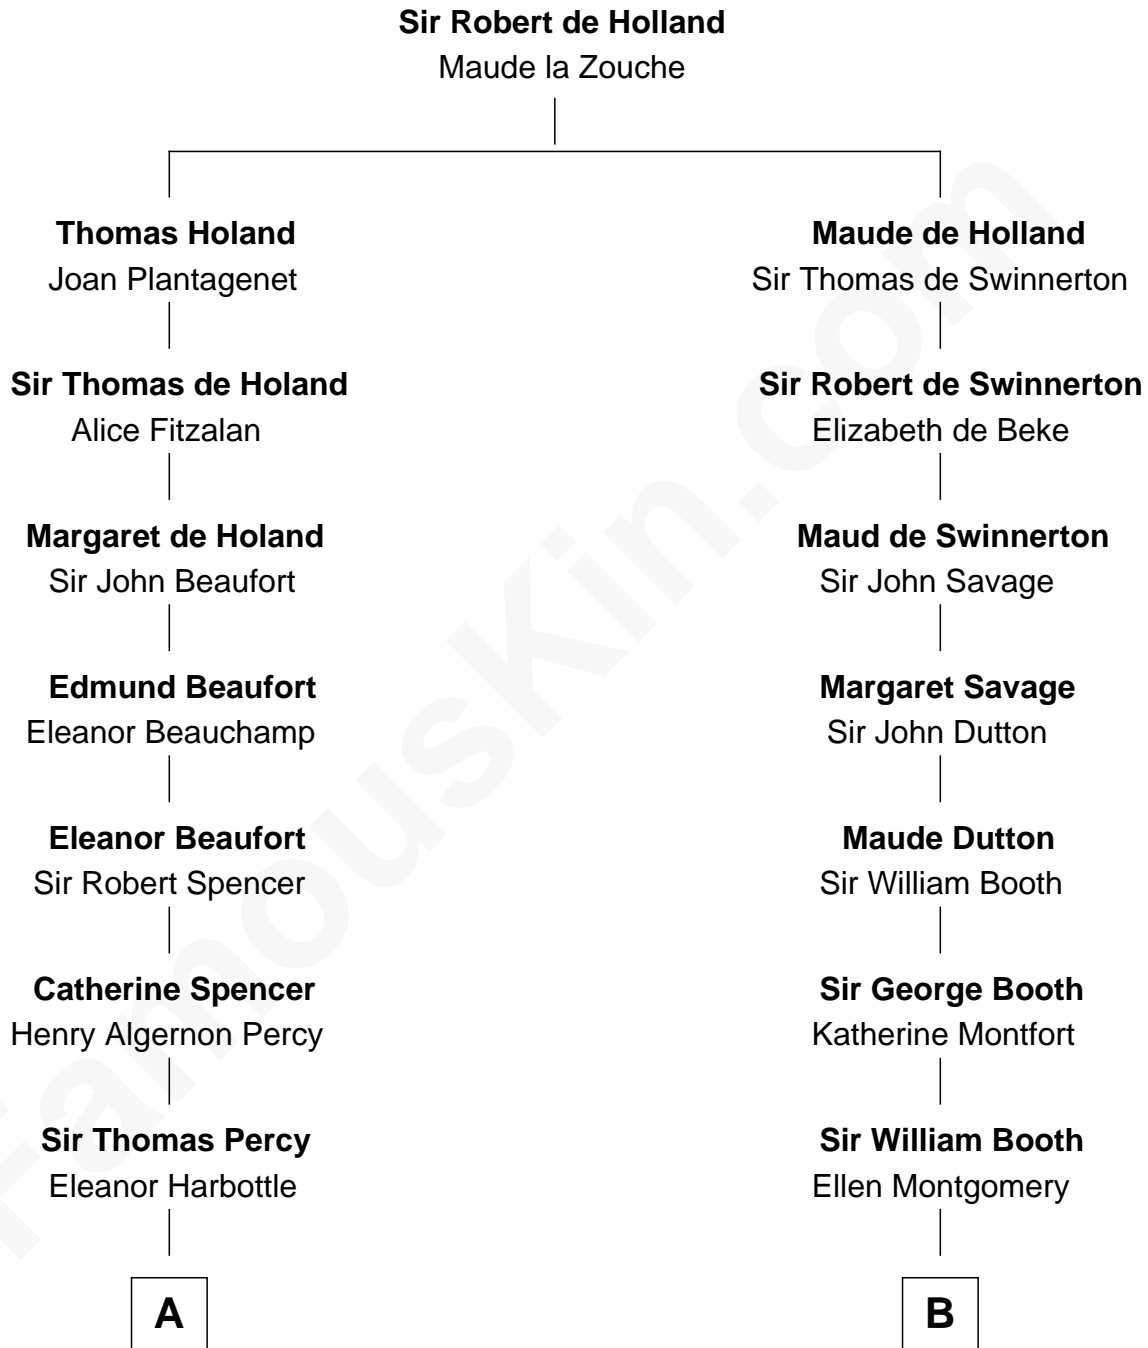 Sir Robert de Holland
Maude la Zouche
Thomas Holand
Joan Plantagenet
Sir Thomas de Holand
Alice Fitzalan
Margaret de Holand
Sir John Beaufort
Edmund Beaufort
Eleanor Beauchamp
Eleanor Beaufort
Sir Robert Spencer
Catherine Spencer
Henry Algernon Percy
Sir Thomas Percy
Eleanor Harbottle
A
Maude de Holland
Sir Thomas de Swinnerton
Sir Robert de Swinnerton
Elizabeth de Beke
Maud de Swinnerton
Sir John Savage
Margaret Savage
Sir John Dutton
Maude Dutton
Sir William Booth
Sir George Booth
Katherine Montfort
Sir William Booth
Ellen Montgomery
B
FamousKin.com